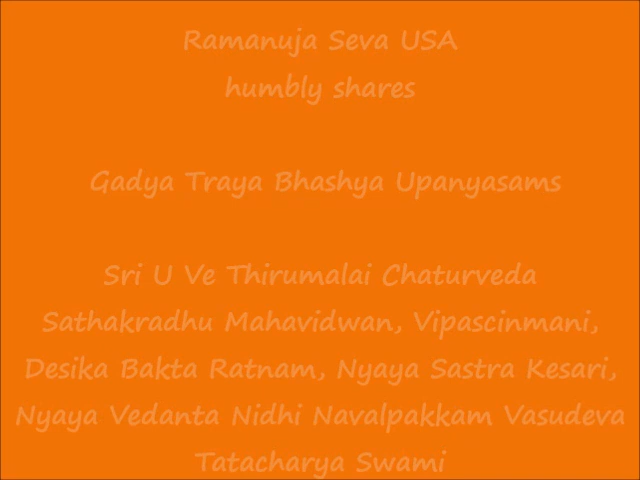 Ramanuja Seva USA
humbly shares
Gadya Traya Bhashya Upanyasams
Sri U Ve Thirumalai Chaturveda
Sathakradhu Mahavidwan, Vipascinmani,
Desika Bakta Ratnam, Nyaya Sastra Kesari,
Nyaya Vedanta Nidhi Navalpakkam Vasudeva
Tatacharya Swami